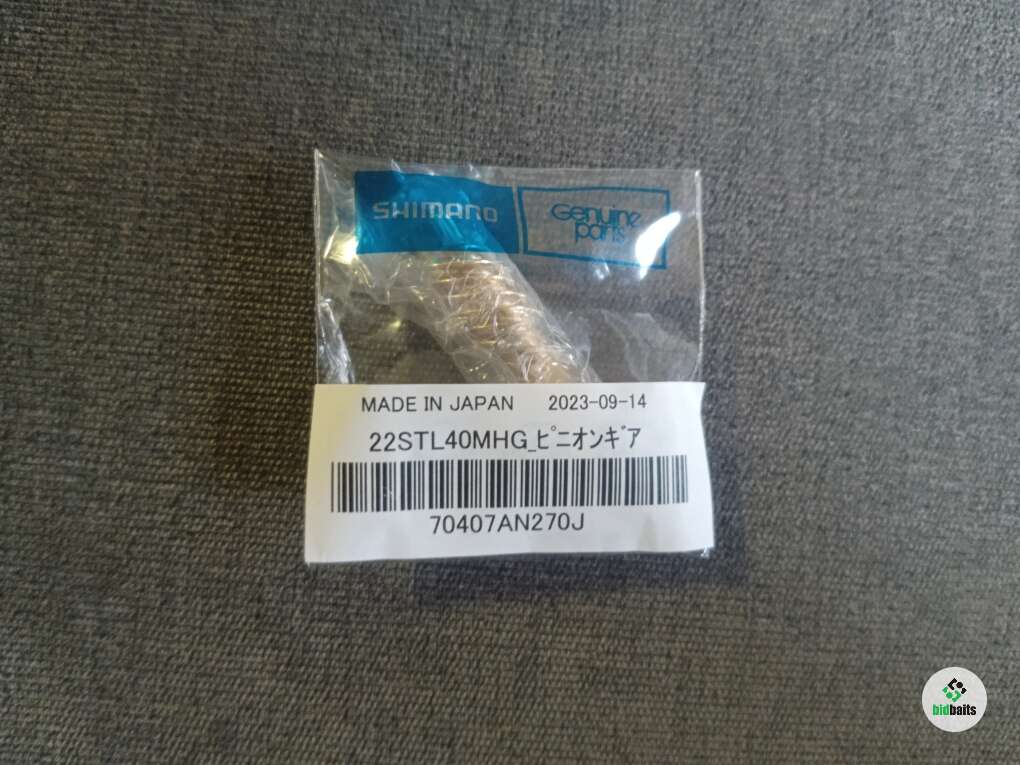 SHIMANO
Genuine
parts
MADE IN JAPAN 2023-09-14
22STL40MHG_ﾋﾟﾆｵﾝｷﾞｱ
70407AN270J
bidbaits